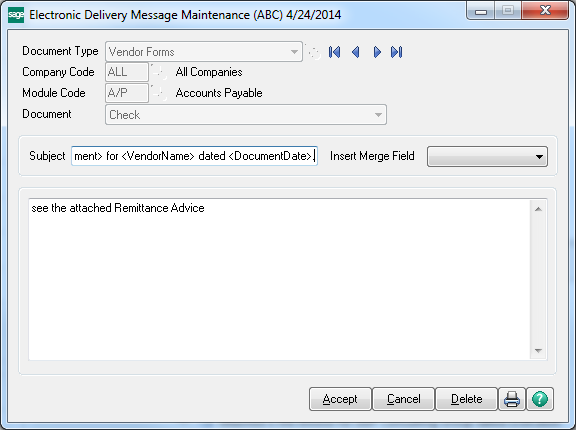 sage Electronic Delivery Message Maintenance (ABC) 4/24/2014
Document Type Vendor Forms
Company Code ALL All Companies
Module Code A/P Accounts Payable
Document Check
Subject ment> for <VendorName> dated <DocumentDate>. Insert Merge Field
see the attached Remittance Advice
Accept Cancel Delete ?